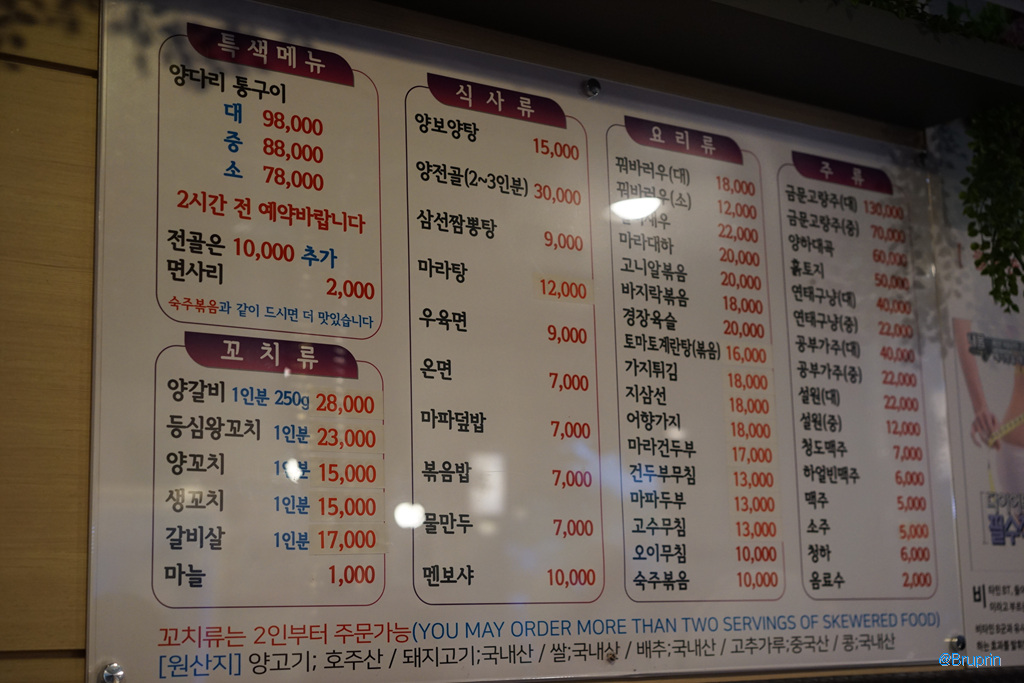 특색메뉴
양다리 통구이
대 98,000
중 88,000
소 78,000
2시간 전 예약바랍니다
전골은 10,000 추가
면사리 2,000
숙주볶음과 같이 드시면 더 맛있습니다
꼬치류
양갈비 1인분 250g 28,000
등심왕꼬치 1인분 23,000
양꼬치 1인분 15,000
생꼬치 1인분 15,000
갈비살 1인분 17,000
마늘 1,000
식사류
양보양탕 15,000
양전골(2~3인분) 30,000
삼선짬뽕탕 9,000
마라탕 12,000
우육면 9,000
온면 7,000
마파덮밥 7,000
볶음밥 7,000
물만두 7,000
멘보샤 10,000
요리류
꿔바러우(대) 18,000
꿔바러우(소) 12,000
22,000
마라대하 20,000
고니알볶음 20,000
바지락볶음 18,000
경장육슬 20,000
토마토계란탕(볶음) 16,000
가지튀김 18,000
지삼선 18,000
어향가지 18,000
마라건두부 17,000
건두부무침 13,000
마파두부 13,000
고수무침 13,000
오이무침 10,000
숙주볶음 10,000
주류
금문고량주(대) 130,000
금문고량주(중) 70,000
양하대곡 60,000
흙토지 50,000
연태구냥(대) 40,000
연태구냥(중) 22,000
공부가주(대) 40,000
공부가주(중) 22,000
설원(대) 22,000
설원(중) 12,000
청도맥주 7,000
하얼빈맥주 6,000
맥주 5,000
소주 5,000
청하 6,000
음료수 2,000
꼬치류는 2인부터 주문가능(YOU MAY ORDER MORE THAN TWO SERVINGS OF SKEWERED FOOD)
[원산지] 양고기; 호주산 / 돼지고기;국내산 / 쌀;국내산 / 배추;국내산 / 고추가루;중국산 / 콩;국내산
@Bruprin